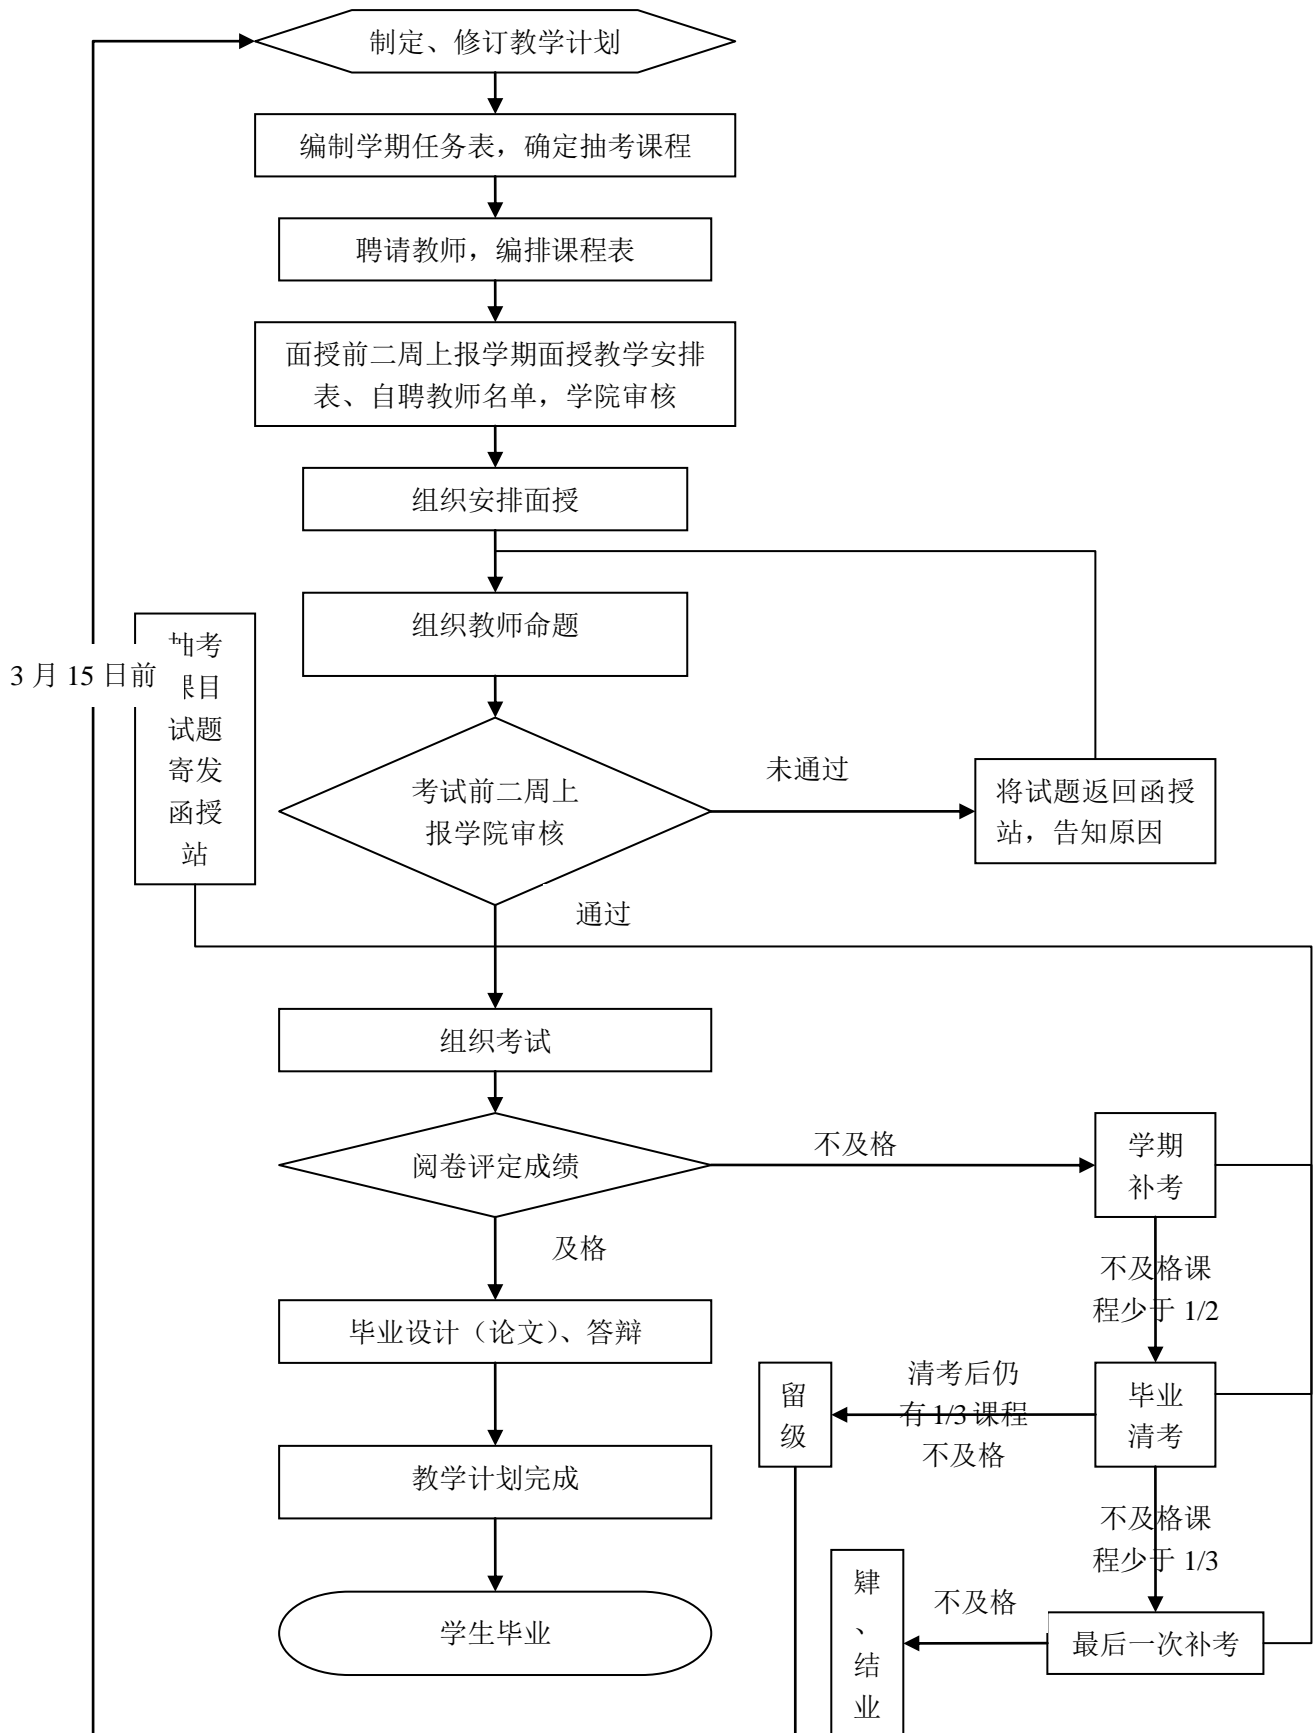 制定、修订教学计划
编制学期任务表，确定抽考课程
聘请教师，编排课程表
面授前二周上报学期面授教学安排
表、自聘教师名单，学院审核
组织安排面授
组织教师命题
3 月 15 日前
抽考
课目
试题
寄发
函授
站
考试前二周上
报学院审核
未通过
将试题返回函授
站，告知原因
通过
组织考试
阅卷评定成绩
不及格
学期
补考
及格
不及格课
程少于 1/2
毕业设计（论文）、答辩
清考后仍
有 1/3 课程
不及格
留
级
毕业
清考
教学计划完成
不及格课
程少于 1/3
肄
、
结
业
不及格
最后一次补考
学生毕业